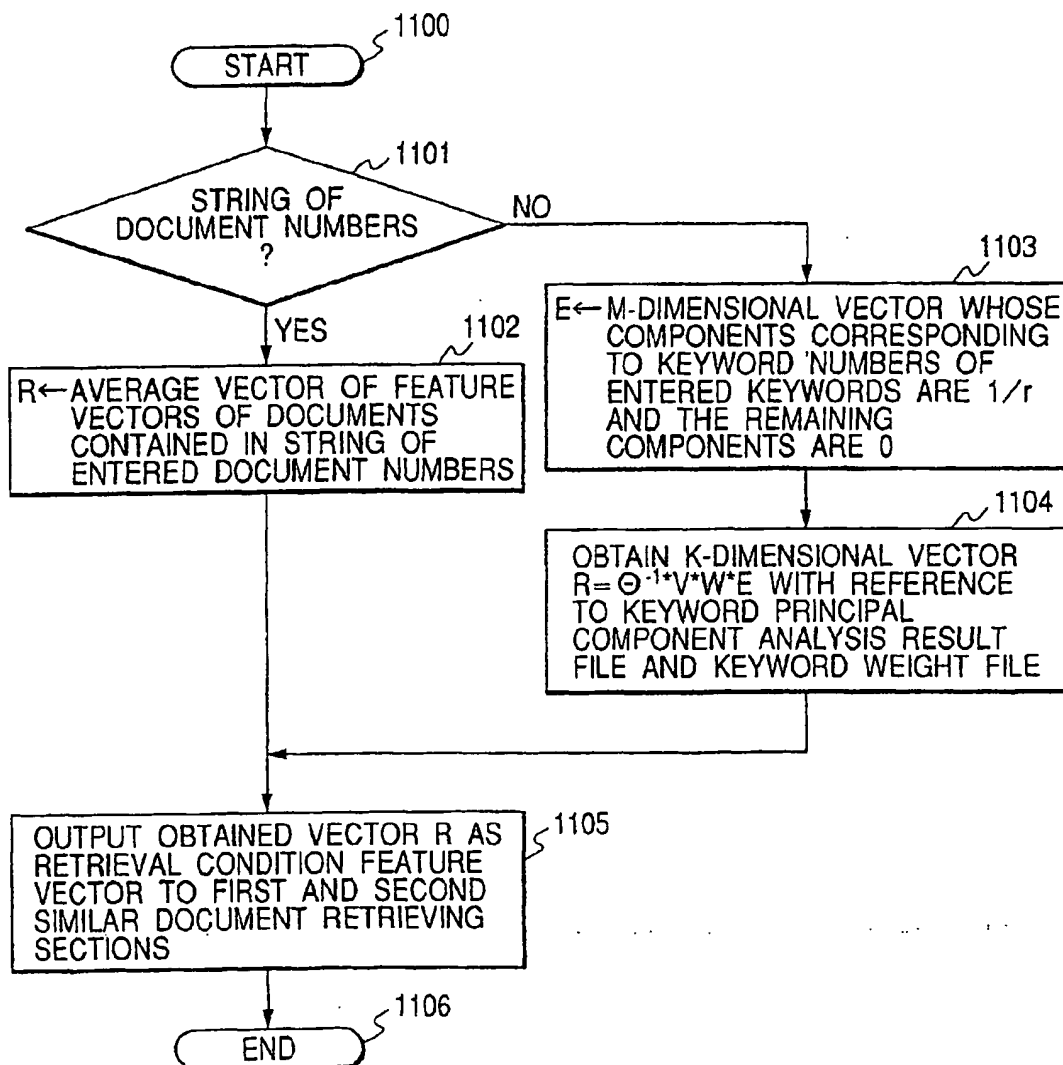 1100
START
1101
STRING OF
DOCUMENT NUMBERS
?
NO
YES
1102
R←AVERAGE VECTOR OF FEATURE
VECTORS OF DOCUMENTS
CONTAINED IN STRING OF
ENTERED DOCUMENT NUMBERS
1103
E←M-DIMENSIONAL VECTOR WHOSE
COMPONENTS CORRESPONDING
TO KEYWORD NUMBERS OF
ENTERED KEYWORDS ARE 1/r
AND THE REMAINING
COMPONENTS ARE 0
1104
OBTAIN K-DIMENSIONAL VECTOR
R=Θ⁻¹*V*W*E WITH REFERENCE
TO KEYWORD PRINCIPAL
COMPONENT ANALYSIS RESULT
FILE AND KEYWORD WEIGHT FILE
1105
OUTPUT OBTAINED VECTOR R AS
RETRIEVAL CONDITION FEATURE
VECTOR TO FIRST AND SECOND
SIMILAR DOCUMENT RETRIEVING
SECTIONS
1106
END